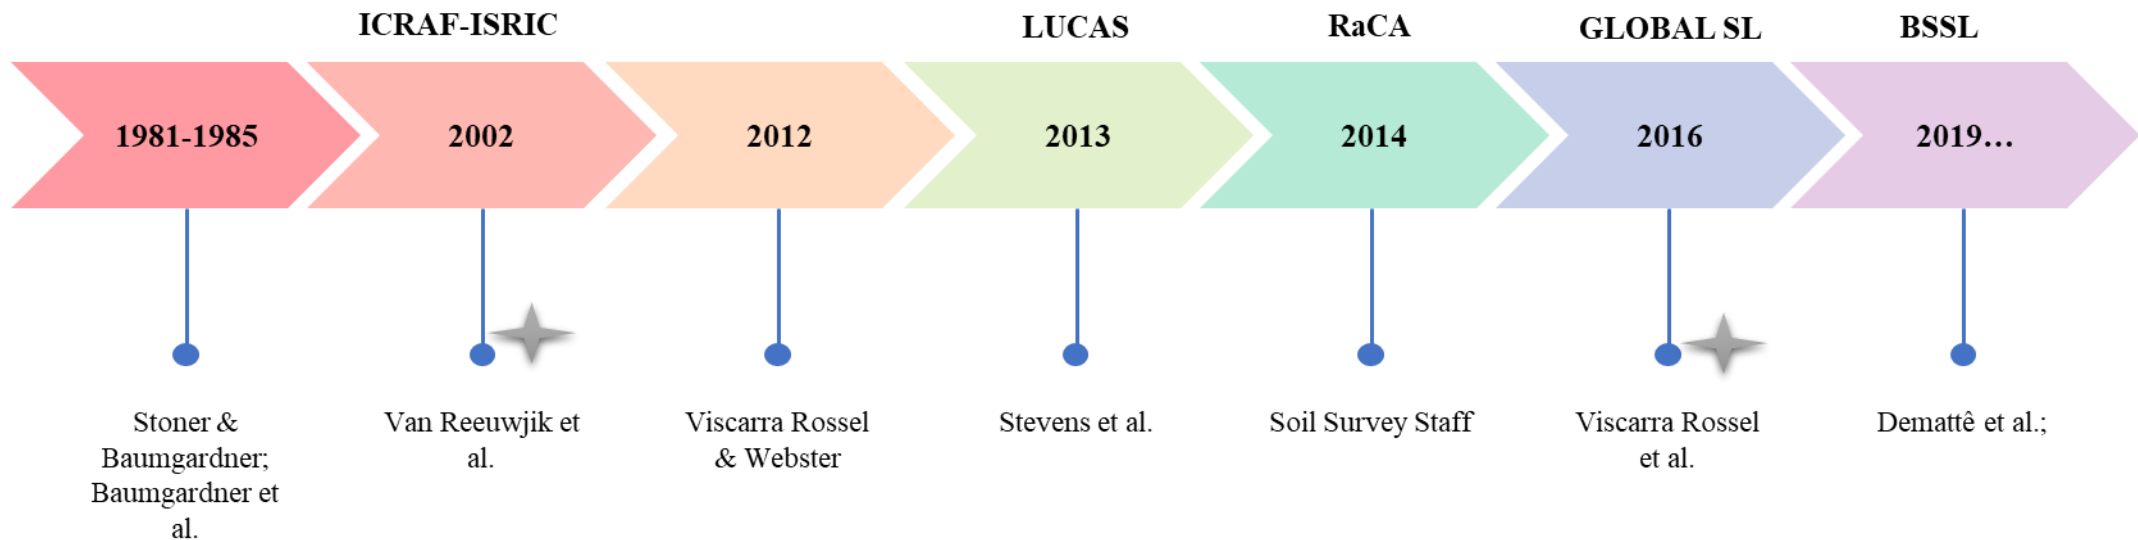 ICRAF-ISRIC
LUCAS
RaCA
GLOBAL SL
BSSL
1981-1985
2002
2012
2013
2014
2016
2019…
Stoner &
Baumgardner;
Baumgardner et
al.
Van Reeuwjik et
al.
Viscarra Rossel
& Webster
Stevens et al.
Soil Survey Staff
Viscarra Rossel
et al.
Demattê et al.;